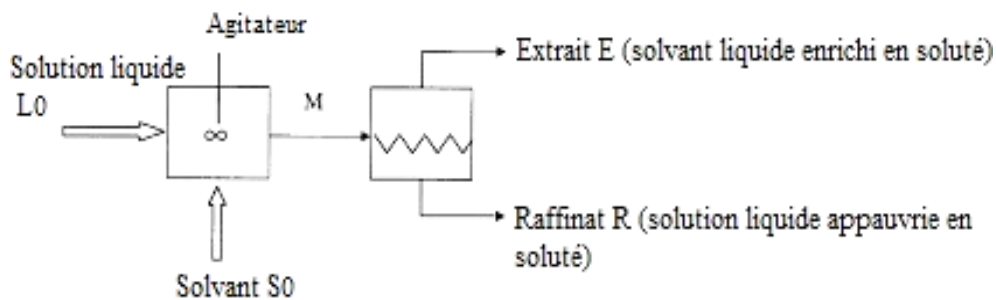 Agitateur
Solution liquide
L0
M
∞
Extrait E (solvant liquide enrichi en soluté)
Raffinat R (solution liquide appauvrie en
soluté)
Solvant S0